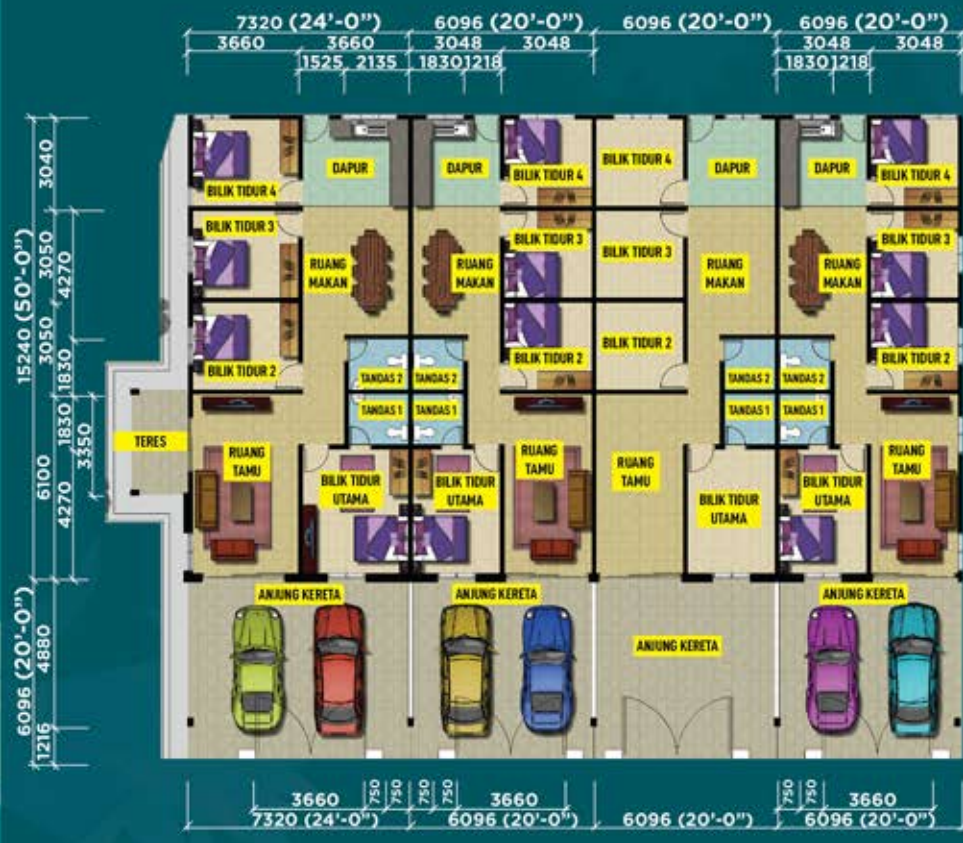 7320 (24'-0") 6096 (20'-0") 6096 (20'-0") 6096 (20'-0")
3660 3660 3048 3048 3048 3048
1525 2135 1830 1218 1830 1218
BILIK TIDUR 4
DAPUR
DAPUR
BILIK TIDUR 4
BILIK TIDUR 4
DAPUR
DAPUR
BILIK TIDUR 4
BILIK TIDUR 3
RUANG
MAKAN
RUANG
MAKAN
BILIK TIDUR 3
BILIK TIDUR 3
RUANG
MAKAN
RUANG
MAKAN
BILIK TIDUR 3
BILIK TIDUR 2
TANDAS 2
TANDAS 2
BILIK TIDUR 2
BILIK TIDUR 2
TANDAS 2
TANDAS 2
BILIK TIDUR 2
TANDAS 1
TANDAS 1
TANDAS 1
TANDAS 1
TERES
RUANG
TAMU
BILIK TIDUR
UTAMA
BILIK TIDUR
UTAMA
RUANG
TAMU
RUANG
TAMU
BILIK TIDUR
UTAMA
BILIK TIDUR
UTAMA
RUANG
TAMU
ANJUNG KERETA
ANJUNG KERETA
ANJUNG KERETA
ANJUNG KERETA
15240 (50'-0")
6096 (20'-0")
3040
3050
3050
6100
4880
1216
4270
1830
1830
4270
3350
3660 750 750 750 750 3660 750 750 3660
7320 (24'-0") 6096 (20'-0") 6096 (20'-0") 6096 (20'-0")